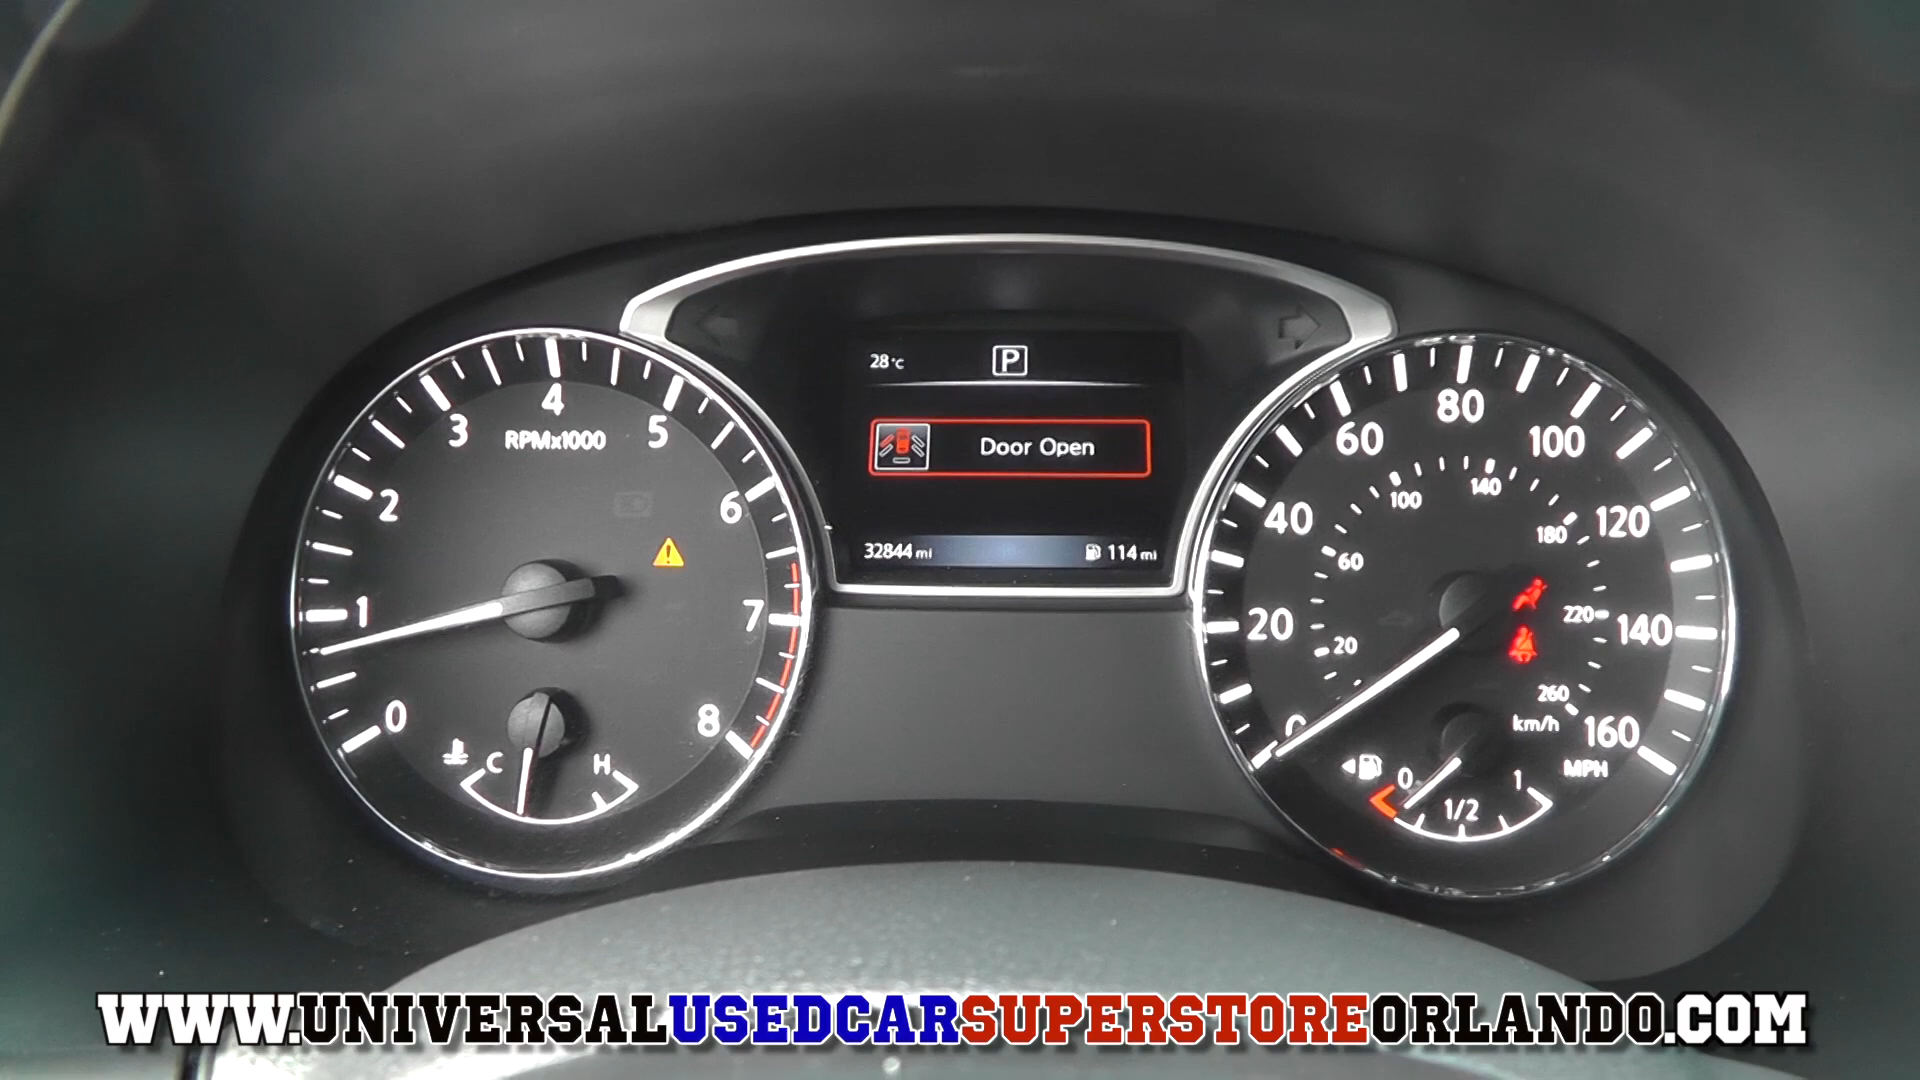 28°C P
Door Open
32844 mi 114 mi
RPMx1000
0 1 2 3 4 5 6 7 8
C H
0 20 40 60 80 100 120 140 160
20 60 100 140 180 220 260
km/h
MPH
0 1/2 1
WWW.UNIVERSALUSEDCARSUPERSTOREORLANDO.COM